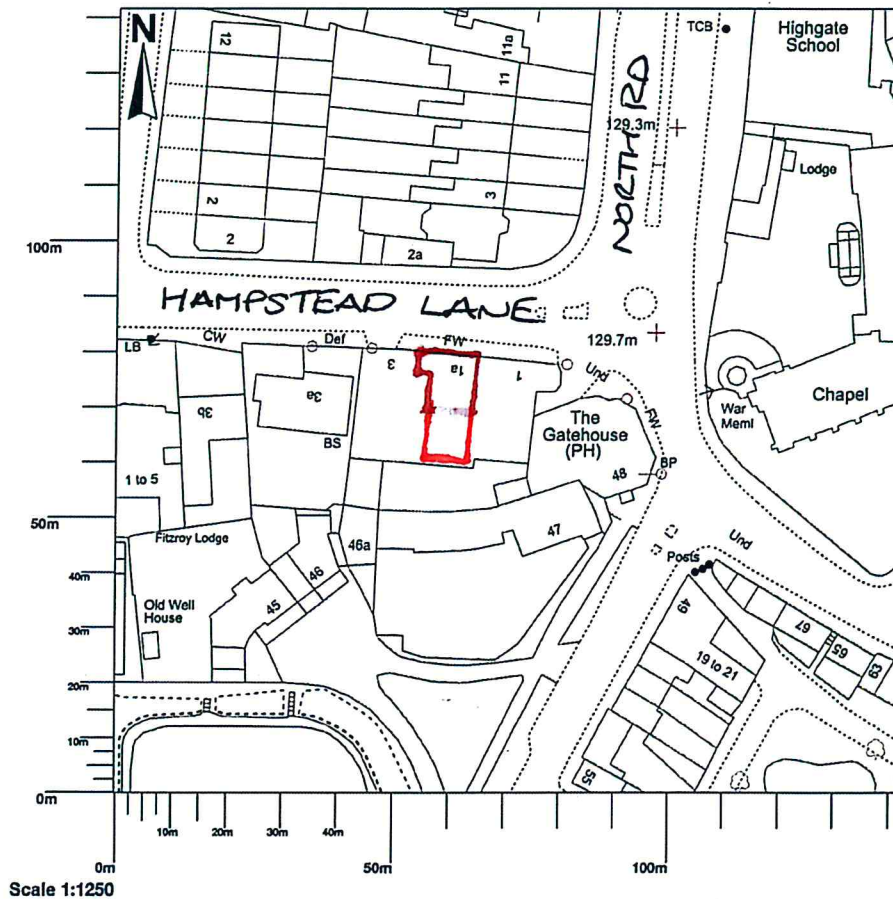 N
12
11a
11
TCB
Highgate
School
NORTH RD
129.3m
Lodge
2
3
2
2a
100m
HAMPSTEAD LANE
129.7m
LB
CW
Def
FW
3
1a
1
Und
3b
3a
BS
The
Gatehouse
(PH)
FW
War
Meml
Chapel
48
BP
1 to 5
47
50m
Fitzroy Lodge
46a
Und
Posts
40m
46
45
Old Well
House
49
67
65
63
30m
19 to 21
20m
10m
55
0m
10m
20m
30m
40m
0m
50m
100m
Scale 1:1250